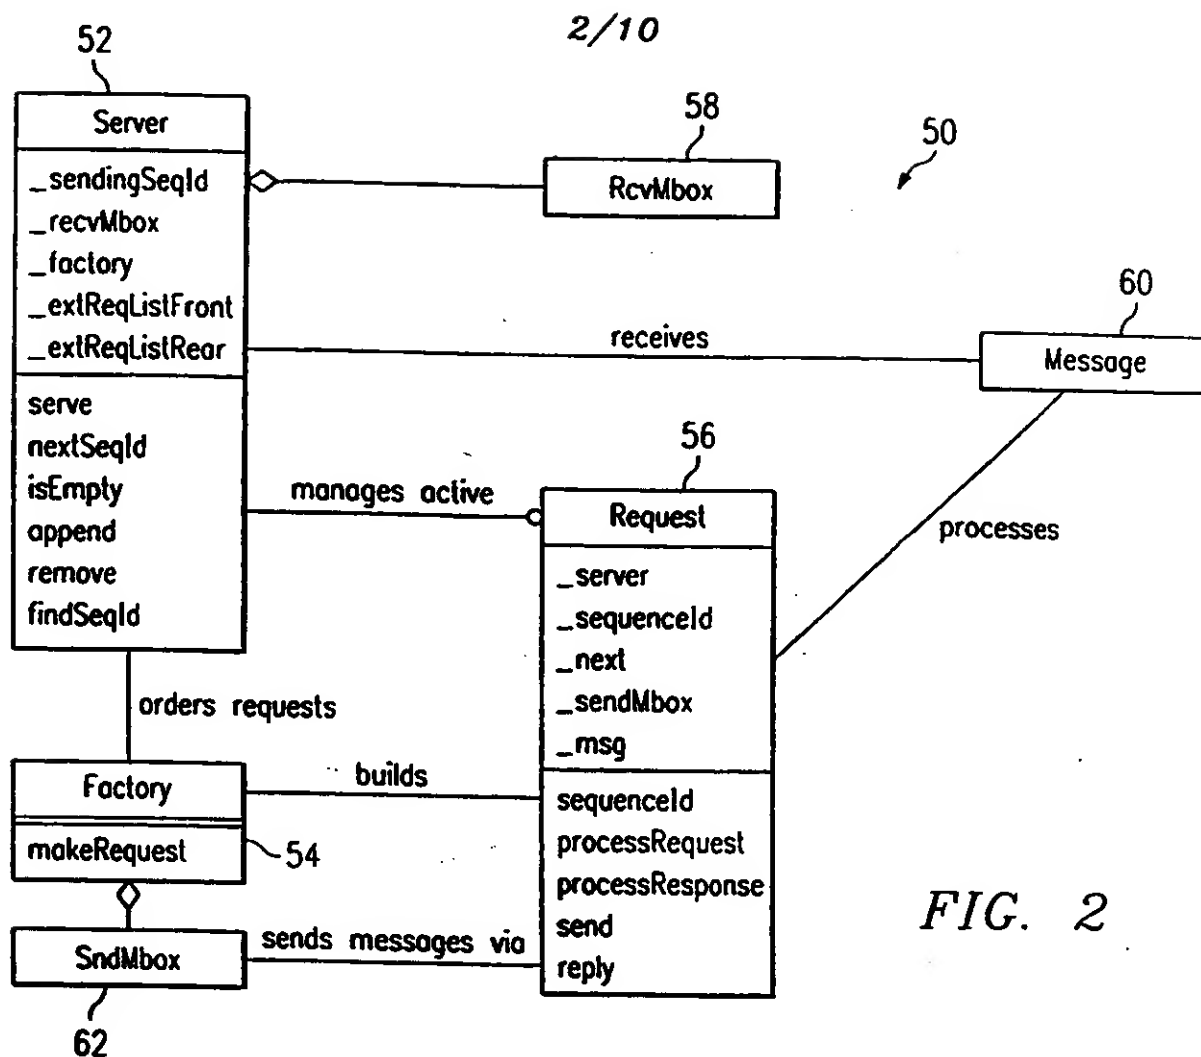 2/10
52
Server
_sendingSeqId
_recvMbox
_factory
_extReqListFront
_extReqListRear
serve
nextSeqId
isEmpty
append
remove
findSeqId
58
RcvMbox
50
receives
60
Message
manages active
56
Request
_server
_sequenceId
_next
_sendMbox
_msg
sequenceId
processRequest
processResponse
send
reply
processes
orders requests
Factory
makeRequest
54
builds
SndMbox
62
sends messages via
FIG. 2